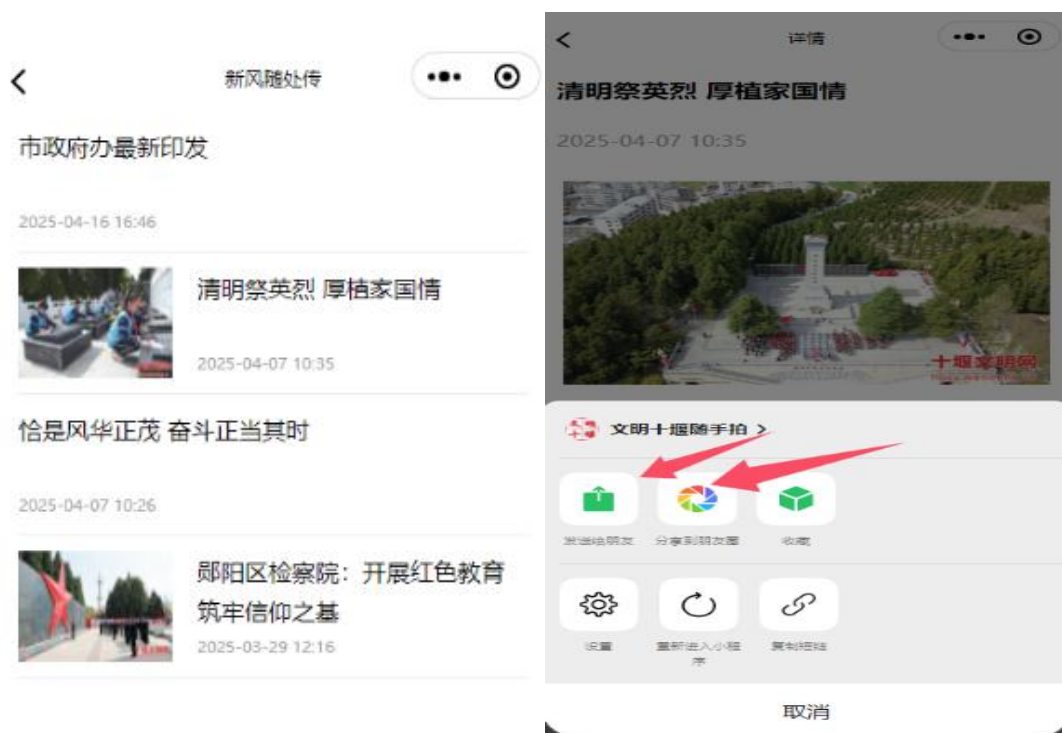 新风随处传
市政府办最新印发
2025-04-16 16:46
清明祭英烈 厚植家国情
2025-04-07 10:35
恰是风华正茂 奋斗正当其时
2025-04-07 10:26
郧阳区检察院：开展红色教育
筑牢信仰之基
2025-03-29 12:16
详情
清明祭英烈 厚植家国情
2025-04-07 10:35
十堰文明网
文明十堰随手拍
发送给朋友
分享到朋友圈
收藏
设置
重新进入小程
序
复制短链
取消